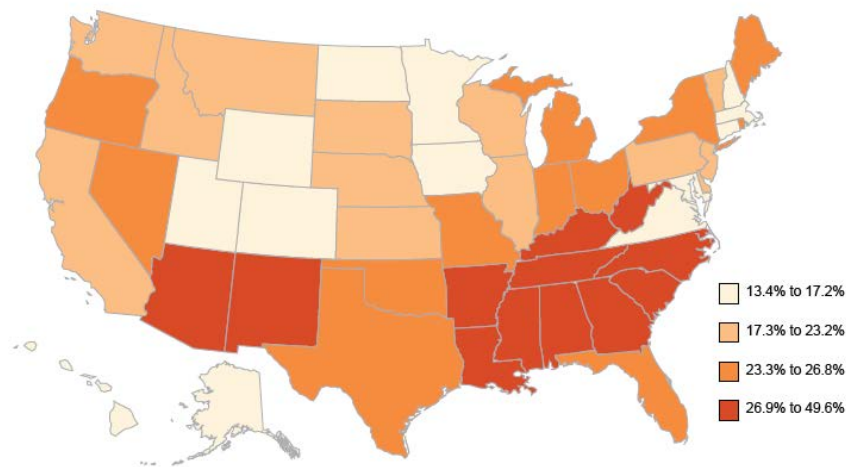 13.4% to 17.2%
17.3% to 23.2%
23.3% to 26.8%
26.9% to 49.6%